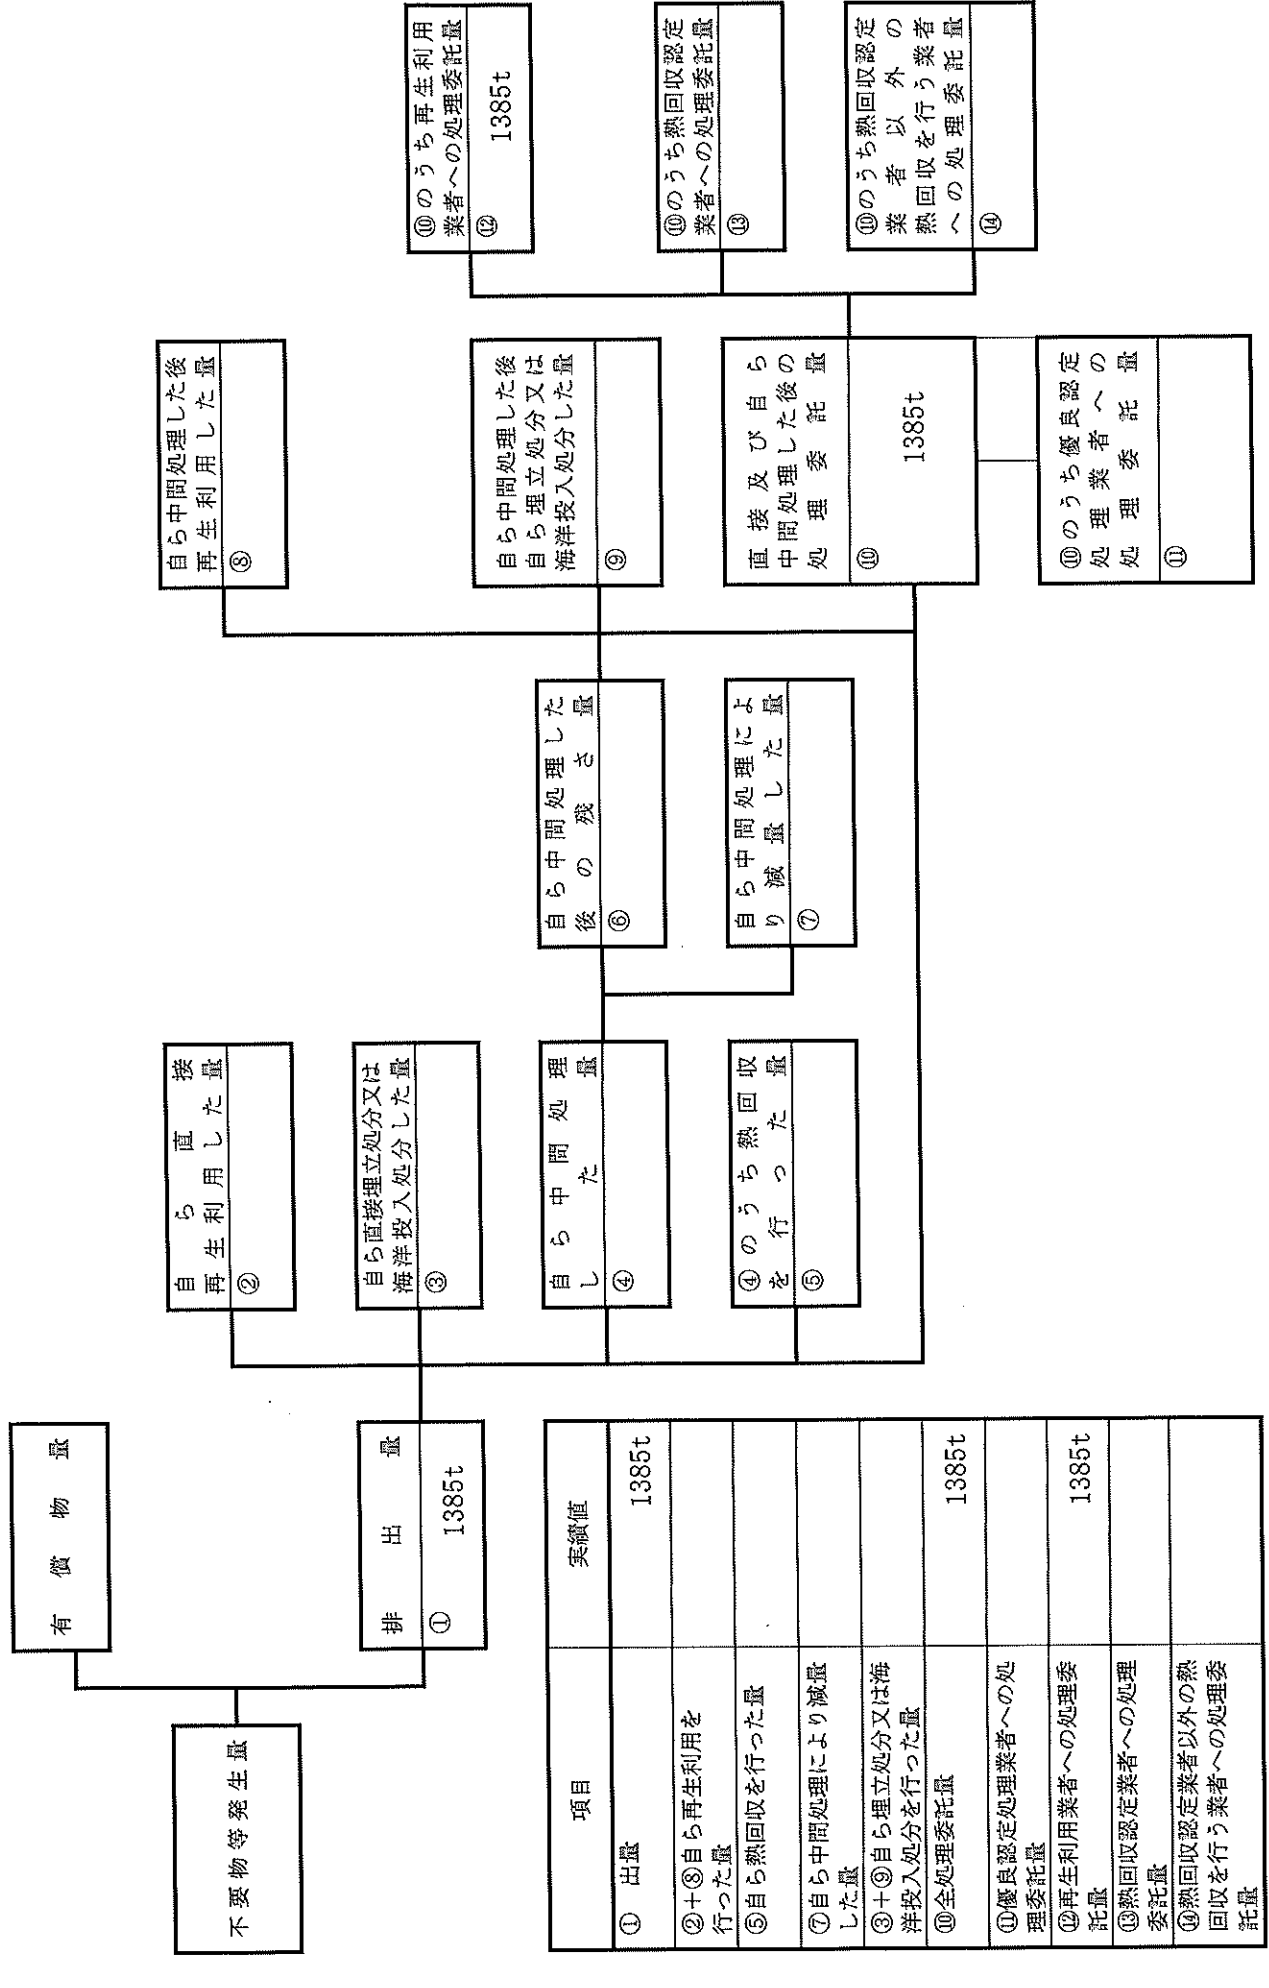 不要物等発生量
有償物量
排出量
①
1385t
自ら直接
再生利用した量
②
自ら直接埋立処分又は
海洋投入処分した量
③
自ら中間処理
した量
④
④のうち熱回収
を行った量
⑤
自ら中間処理した
後の残さ量
⑥
自ら中間処理によ
り減量した量
⑦
自ら中間処理した後
再生利用した量
⑧
自ら中間処理した後
自ら埋立処分又は
海洋投入処分した量
⑨
直接及び自ら
中間処理した後の
処理委託量
⑩
1385t
⑩のうち優良認定
処理業者への
処理委託量
⑪
⑩のうち再生利用
業者への処理委託量
⑫
1385t
⑩のうち熱回収認定
業者への処理委託量
⑬
⑩のうち熱回収認定
業者以外の
熱回収を行う業者
への処理委託量
⑭
項目 実績値
① 出量 1385t
②+⑧自ら再生利用を
行った量
⑤自ら熱回収を行った量
⑦自ら中間処理により減量
した量
③+⑨自ら埋立処分又は海
洋投入処分を行った量
⑩全処理委託量 1385t
⑪優良認定処理業者への処
理委託量
⑫再生利用業者への処理委
託量 1385t
⑬熱回収認定業者への処理
委託量
⑭熱回収認定業者以外の熱
回収を行う業者への処理委
託量